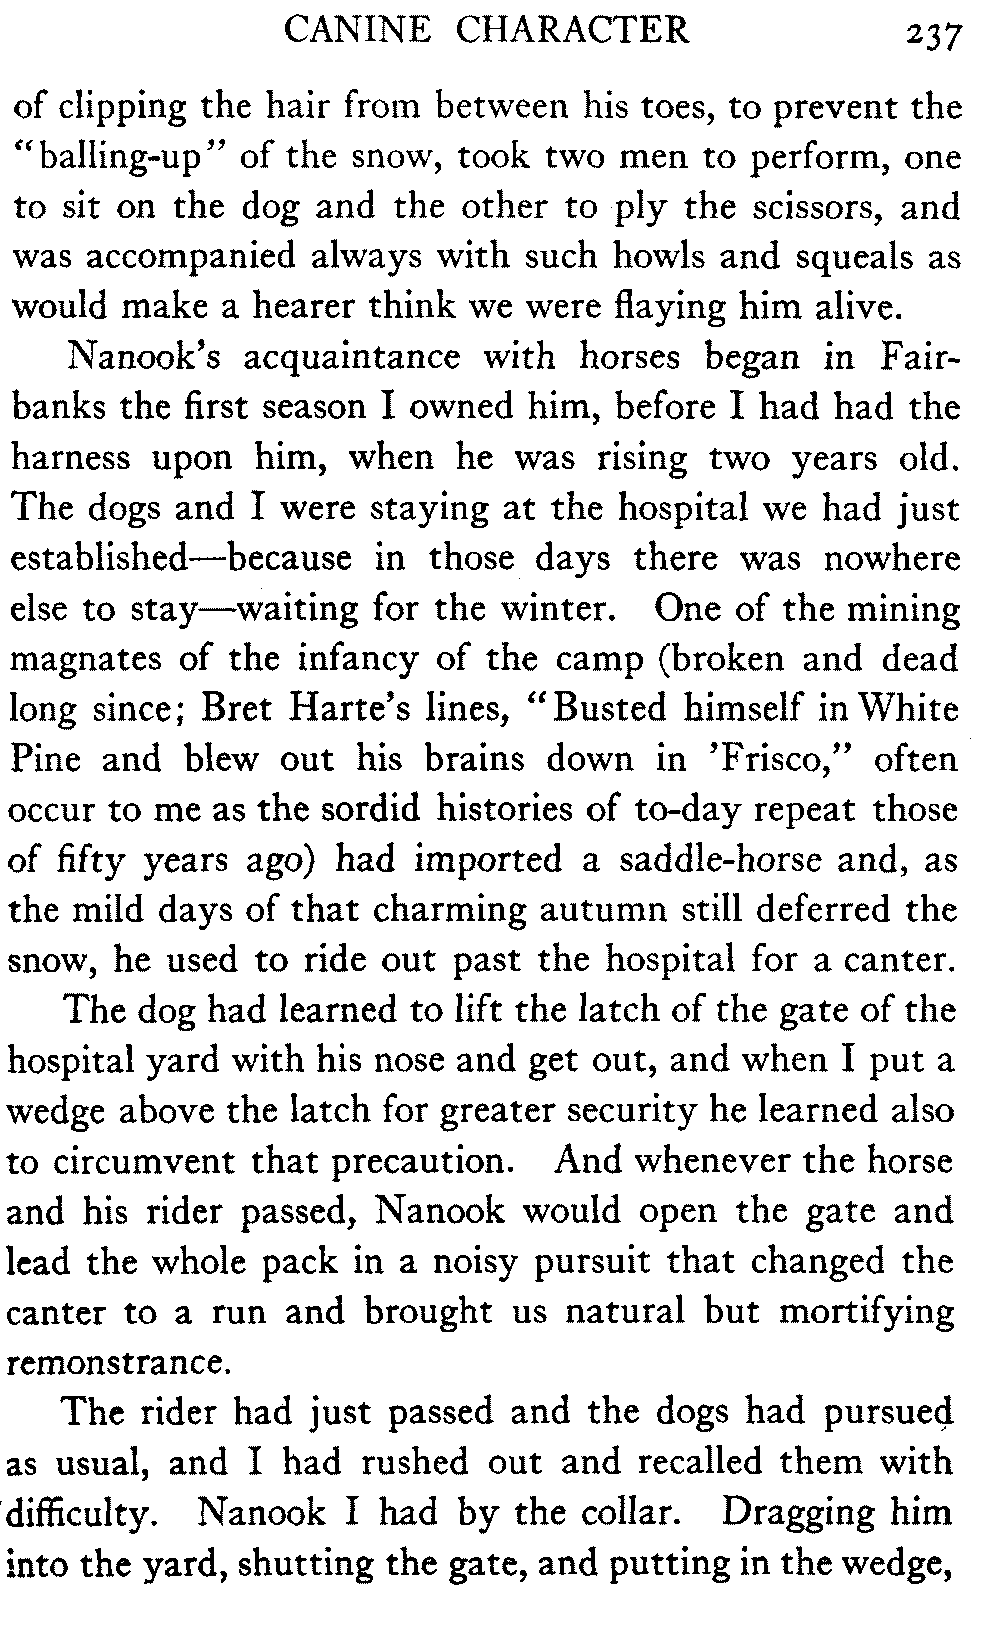 CANINE CHARACTER 237
of clipping the hair from between his toes, to prevent the
“balling-up” of the snow, took two men to perform, one
to sit on the dog and the other to ply the scissors, and
was accompanied always with such howls and squeals as
would make a hearer think we were flaying him alive.
Nanook’s acquaintance with horses began in Fair-
banks the first season I owned him, before I had had the
harness upon him, when he was rising two years old.
The dogs and I were staying at the hospital we had just
established—because in those days there was nowhere
else to stay—waiting for the winter. One of the mining
magnates of the infancy of the camp (broken and dead
long since; Bret Harte’s lines, “Busted himself in White
Pine and blew out his brains down in ’Frisco,” often
occur to me as the sordid histories of to-day repeat those
of fifty years ago) had imported a saddle-horse and, as
the mild days of that charming autumn still deferred the
snow, he used to ride out past the hospital for a canter.
The dog had learned to lift the latch of the gate of the
hospital yard with his nose and get out, and when I put a
wedge above the latch for greater security he learned also
to circumvent that precaution. And whenever the horse
and his rider passed, Nanook would open the gate and
lead the whole pack in a noisy pursuit that changed the
canter to a run and brought us natural but mortifying
remonstrance.
The rider had just passed and the dogs had pursued
as usual, and I had rushed out and recalled them with
difficulty. Nanook I had by the collar. Dragging him
into the yard, shutting the gate, and putting in the wedge,